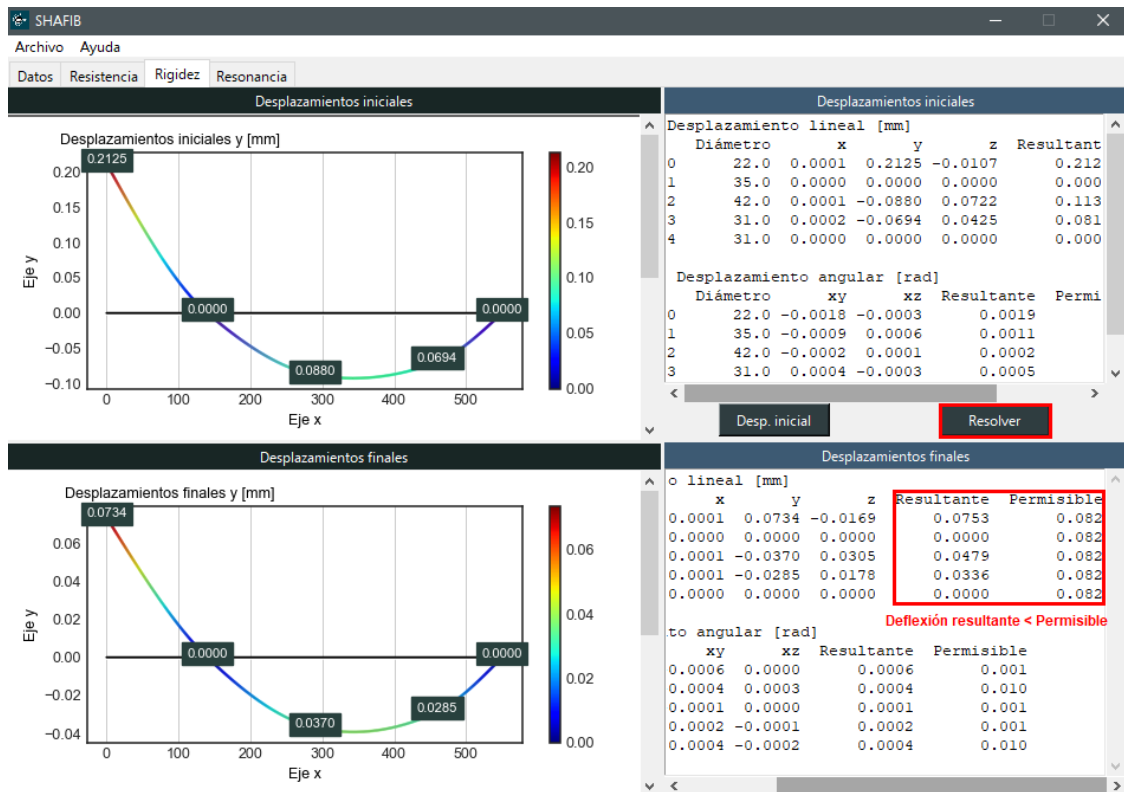 SHAFIB
Archivo Ayuda
Datos Resistencia Rigidez Resonancia
Desplazamientos iniciales
Desplazamientos iniciales y [mm]
0.2125
0.20
0.15
0.10
0.05
0.00
−0.05
−0.10
Eje y
0.0000
0.0880
0.0694
0.0000
0 100 200 300 400 500
Eje x
0.20
0.15
0.10
0.05
0.00
Desplazamientos iniciales
Desplazamiento lineal [mm]
Diámetro x y z Resultant
0 22.0 0.0001 0.2125 -0.0107 0.212
1 35.0 0.0000 0.0000 0.0000 0.000
2 42.0 0.0001 -0.0880 0.0722 0.113
3 31.0 0.0002 -0.0694 0.0425 0.081
4 31.0 0.0000 0.0000 0.0000 0.000
Desplazamiento angular [rad]
Diámetro xy xz Resultante Permi
0 22.0 -0.0018 -0.0003 0.0019
1 35.0 -0.0009 0.0006 0.0011
2 42.0 -0.0002 0.0001 0.0002
3 31.0 0.0004 -0.0003 0.0005
Desp. inicial Resolver
Desplazamientos finales
Desplazamientos finales y [mm]
0.0734
0.06
0.04
0.02
0.00
−0.02
−0.04
Eje y
0.0000
0.0370
0.0285
0.0000
0 100 200 300 400 500
Eje x
0.06
0.04
0.02
0.00
Desplazamientos finales
o lineal [mm]
x y z Resultante Permisible
0.0001 0.0734 -0.0169 0.0753 0.082
0.0000 0.0000 0.0000 0.0000 0.082
0.0001 -0.0370 0.0305 0.0479 0.082
0.0001 -0.0285 0.0178 0.0336 0.082
0.0000 0.0000 0.0000 0.0000 0.082
Deflexión resultante < Permisible
to angular [rad]
xy xz Resultante Permisible
0.0006 0.0000 0.0006 0.001
0.0004 0.0003 0.0004 0.010
0.0001 0.0000 0.0001 0.001
0.0002 -0.0001 0.0002 0.001
0.0004 -0.0002 0.0004 0.010